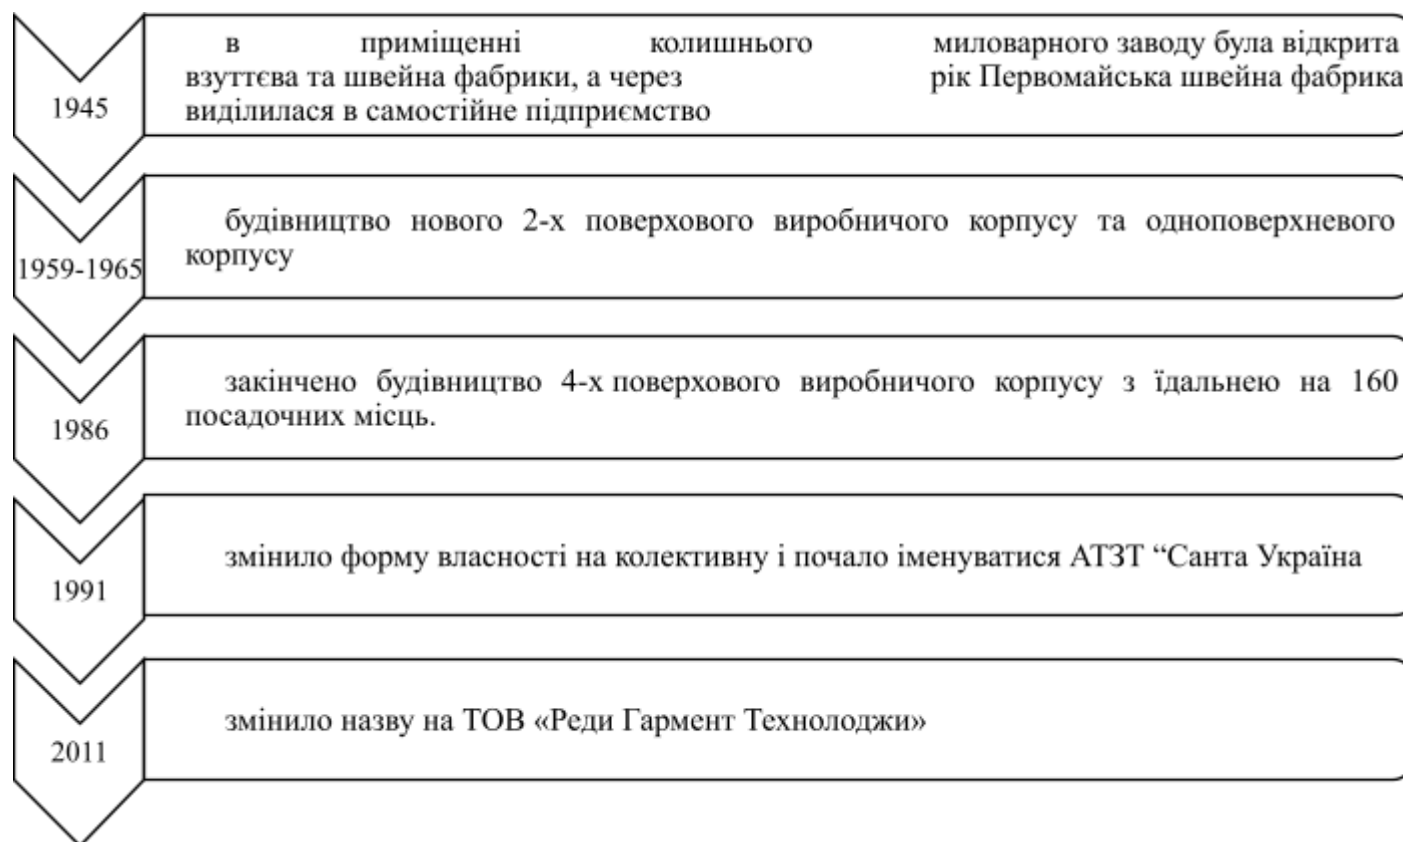 1945
в приміщенні колишнього миловарного заводу була відкрита
взуттєва та швейна фабрики, а через рік Первомайська швейна фабрика
виділилася в самостійне підприємство
1959-1965
будівництво нового 2-х поверхового виробничого корпусу та одноповерхневого
корпусу
1986
закінчено будівництво 4-х поверхового виробничого корпусу з їдальнею на 160
посадочних місць.
1991
змінило форму власності на колективну і почало іменуватися АТЗТ “Санта Україна
2011
змінило назву на ТОВ «Реди Гармент Технолоджи»